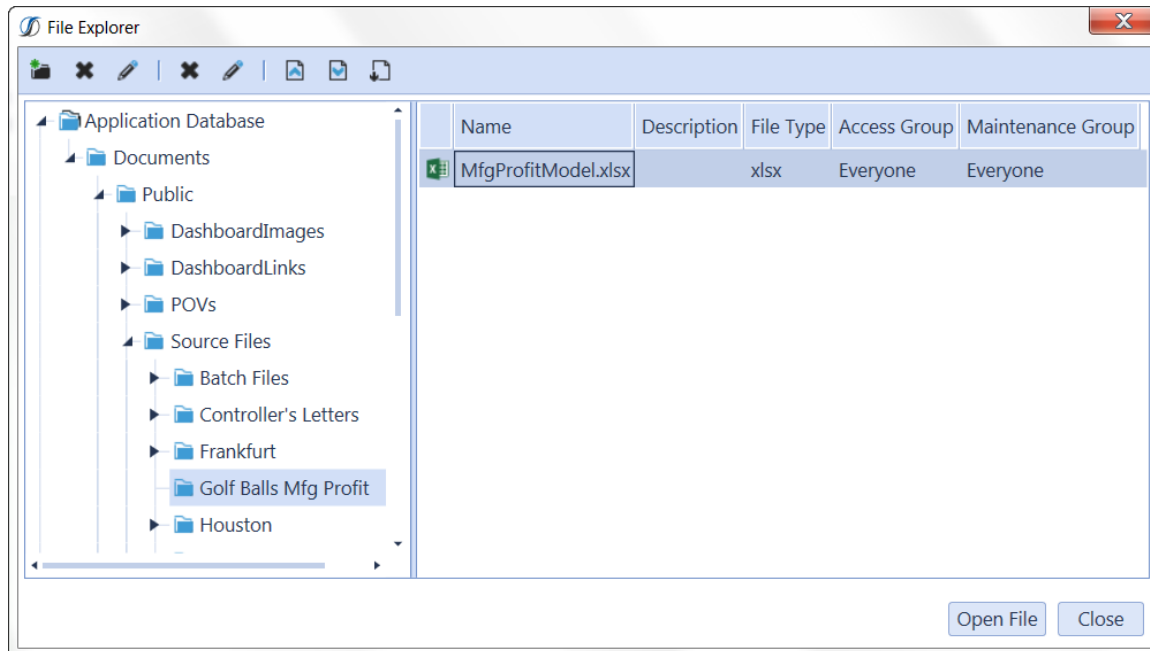 File Explorer
Application Database
Documents
Public
DashboardImages
DashboardLinks
POVs
Source Files
Batch Files
Controller's Letters
Frankfurt
Golf Balls Mfg Profit
Houston
Name Description File Type Access Group Maintenance Group
MfgProfitModel.xlsx xlsx Everyone Everyone
Open File Close